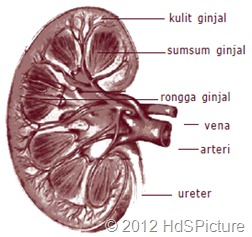 kulit ginjal
sumsum ginjal
rongga ginjal
vena
arteri
ureter
© 2012 HdSPicture